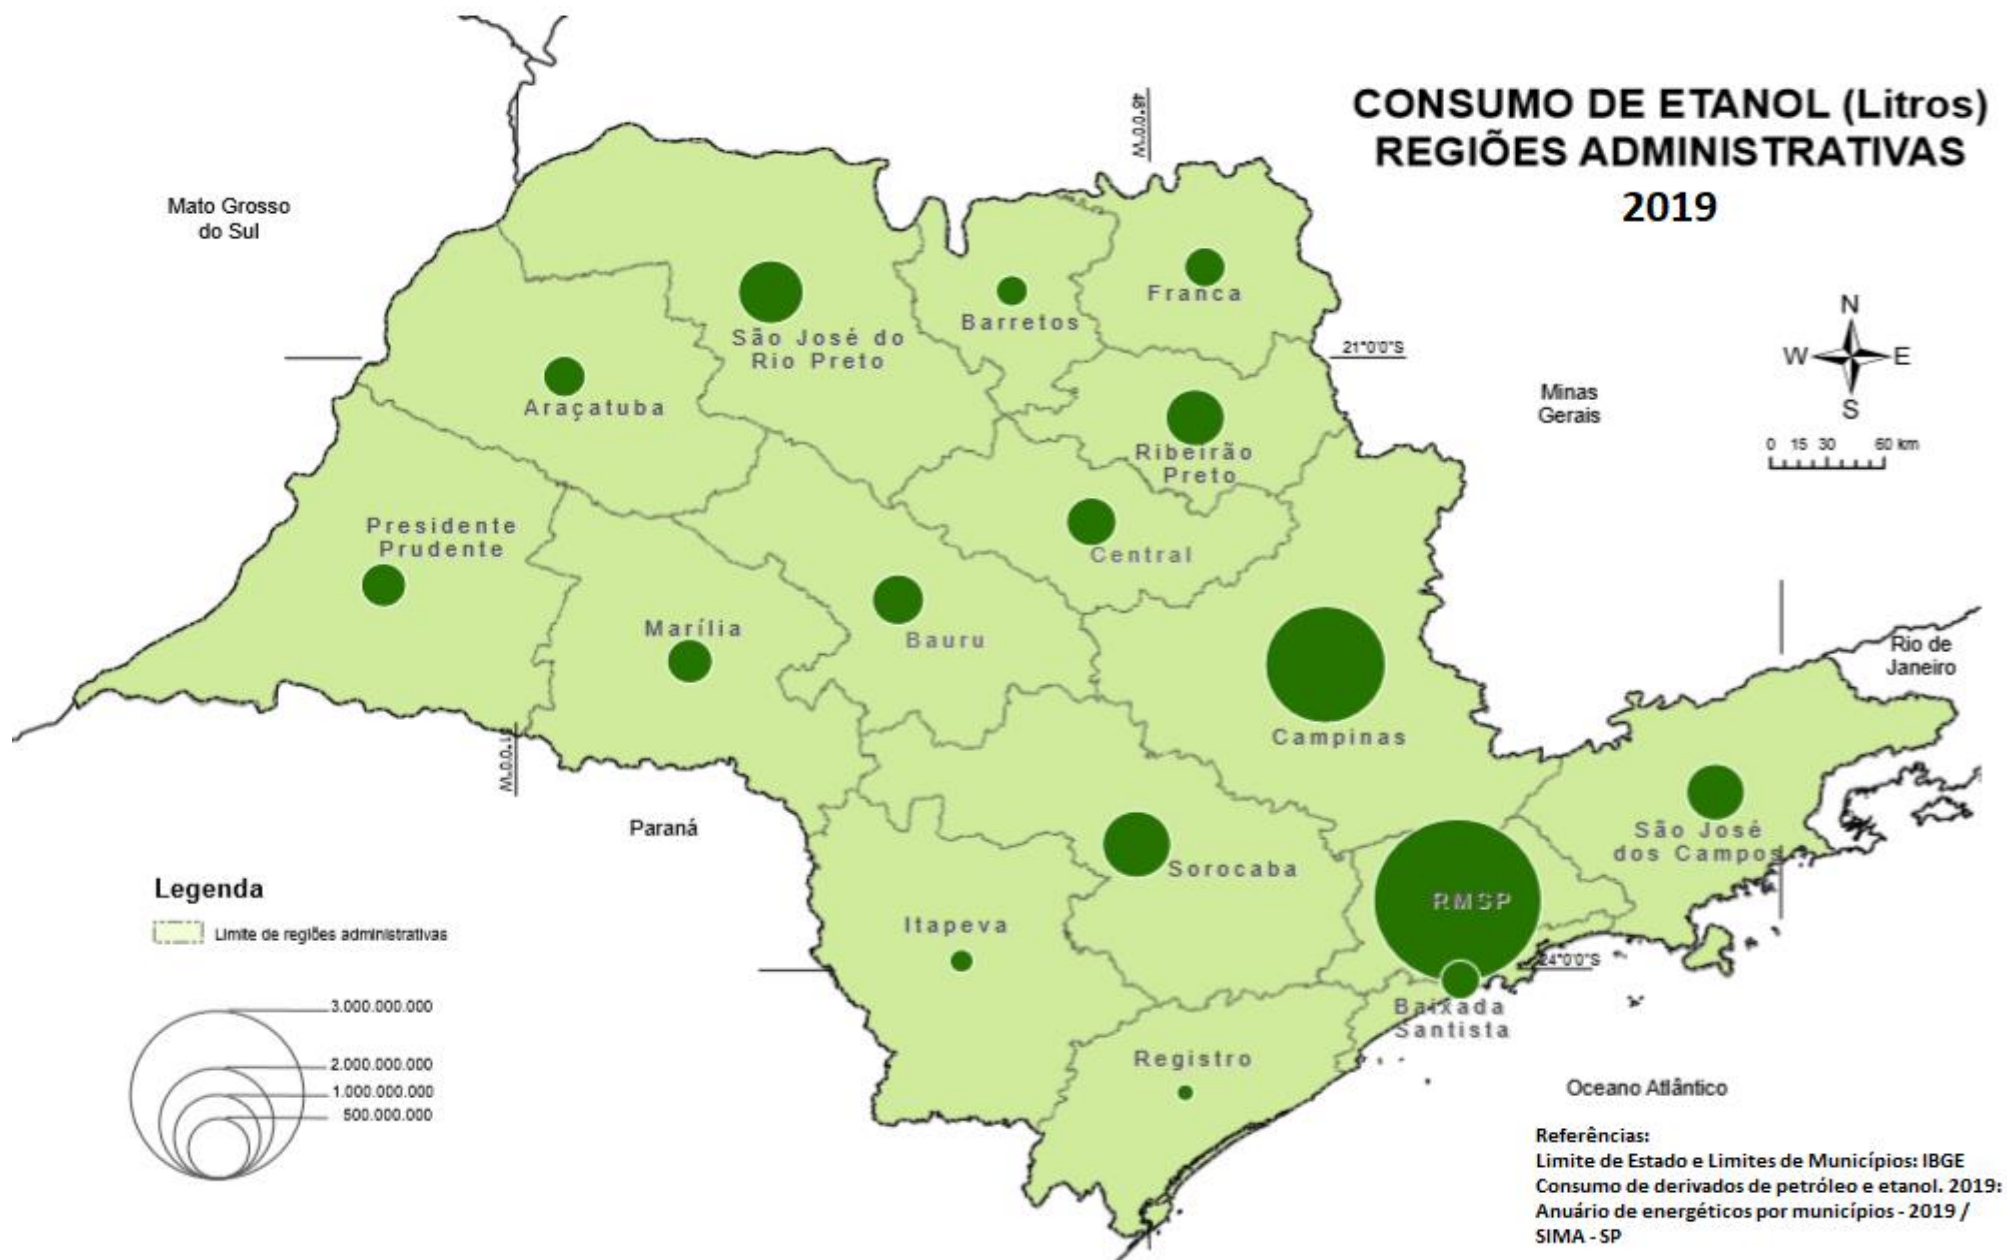 CONSUMO DE ETANOL (Litros)
REGIÕES ADMINISTRATIVAS
2019
48°0'0"W
Mato Grosso
do Sul
Franca
Barretos
São José do
Rio Preto
N
W
E
S
21°0'0"S
Minas
Gerais
0 15 30 60 km
Araçatuba
Ribeirão
Preto
Presidente
Prudente
Central
Marília
Bauru
Rio de
Janeiro
Campinas
51°0'0"W
Paraná
São José
dos Campos
Sorocaba
RMSP
Itapeva
24°0'0"S
Baixada
Santista
Registro
Oceano Atlântico
Legenda
Limite de regiões administrativas
3.000.000.000
2.000.000.000
1.000.000.000
500.000.000
Referências:
Limite de Estado e Limites de Municípios: IBGE
Consumo de derivados de petróleo e etanol. 2019:
Anuário de energéticos por municípios - 2019 /
SIMA - SP